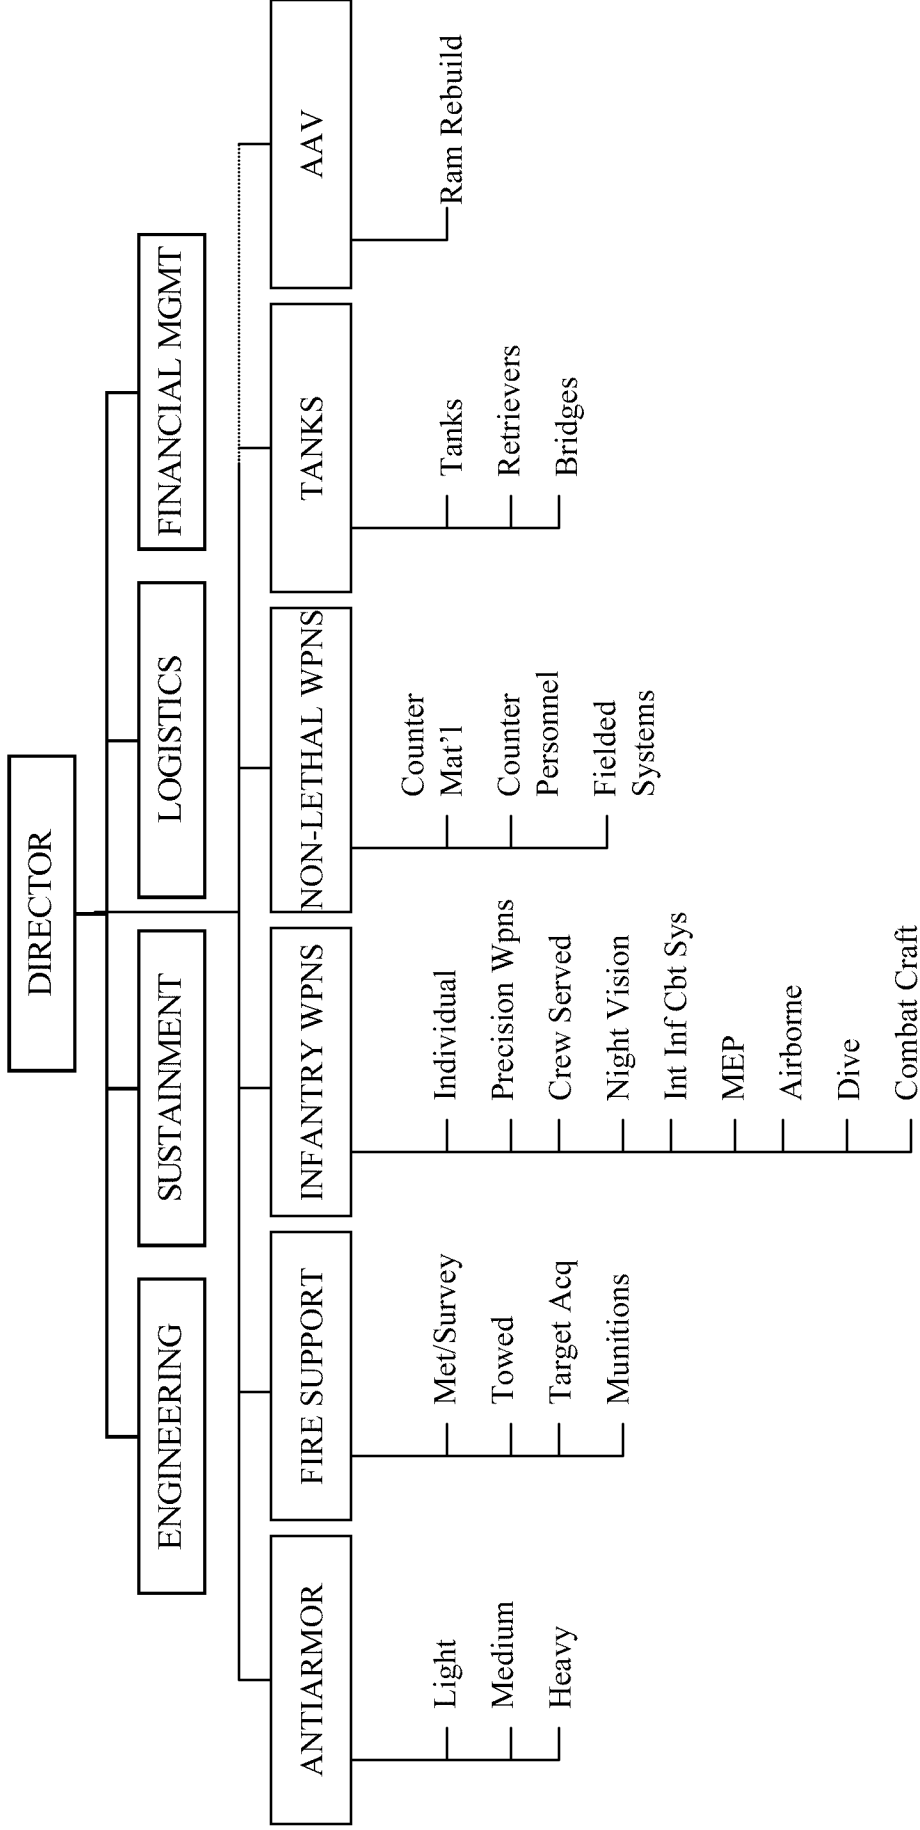 DIRECTOR
ENGINEERING
SUSTAINMENT
LOGISTICS
FINANCIAL MGMT
ANTIARMOR
Light
Medium
Heavy
FIRE SUPPORT
Met/Survey
Towed
Target Acq
Munitions
INFANTRY WPNS
Individual
Precision Wpns
Crew Served
Night Vision
Int Inf Cbt Sys
MEP
Airborne
Dive
Combat Craft
NON-LETHAL WPNS
Counter
Mat'l
Counter
Personnel
Fielded
Systems
TANKS
Tanks
Retrievers
Bridges
AAV
Ram Rebuild